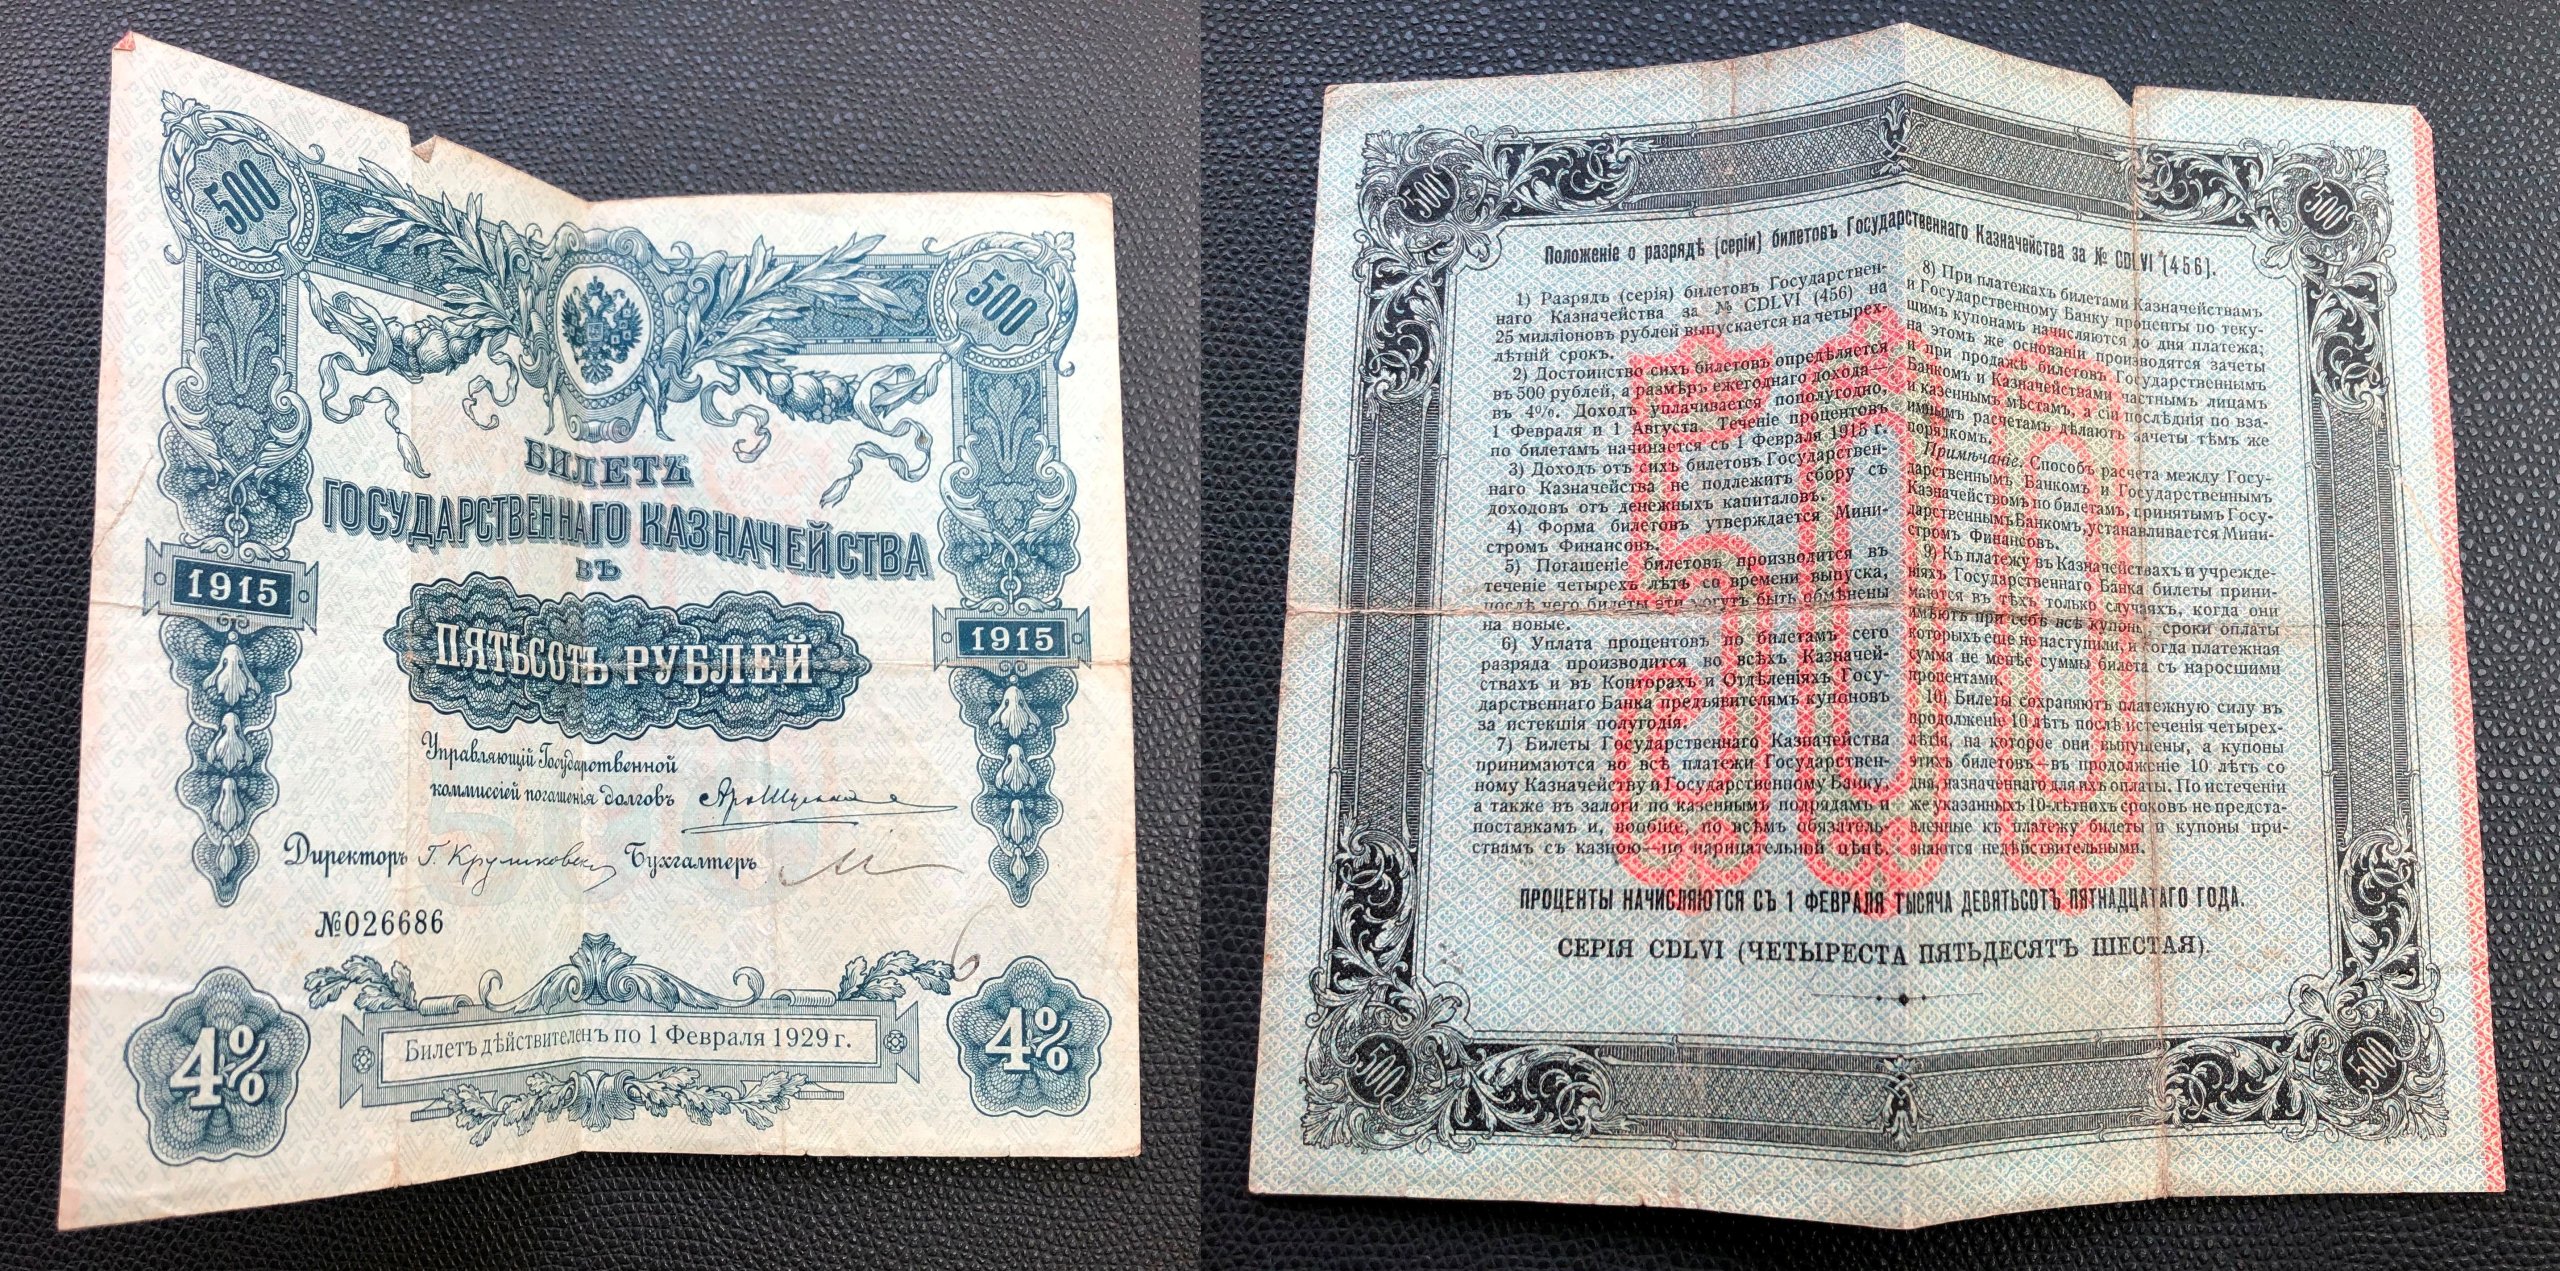 500
500
БИЛЕТЪ
ГОСУДАРСТВЕННАГО КАЗНАЧЕЙСТВА
ВЪ
1915
1915
ПЯТЬСОТЪ РУБЛЕЙ
Управляющій Государственной
коммиссіей погашенія долговъ
Директоръ
Бухгалтеръ
№026686
6
4%
4%
Билетъ дѣйствителенъ по 1 Февраля 1929 г.
500
500
Положеніе о разрядѣ (серіи) билетовъ Государственнаго Казначейства за № CDLVI (456).
1) Разрядъ (серія) билетовъ Государствен-
наго Казначейства за № CDLVI (456) на
25 милліоновъ рублей выпускается на четырех-
лѣтній срокъ.
2) Достоинство сихъ билетовъ опредѣляется
въ 500 рублей, а размѣръ ежегоднаго дохода—
въ 4%. Доходъ уплачивается пополугодно,
1 Февраля и 1 Августа. Теченіе процентовъ
по билетамъ начинается съ 1 Февраля 1915 г.
3) Доходъ отъ сихъ билетовъ Государствен-
наго Казначейства не подлежитъ сбору съ
доходовъ отъ денежныхъ капиталовъ.
4) Форма билетовъ утверждается Мини-
стромъ Финансовъ.
5) Погашеніе билетовъ производится въ
теченіе четырехъ лѣтъ со времени выпуска,
послѣ чего билеты эти могутъ быть обмѣнены
на новые.
6) Уплата процентовъ по билетамъ сего
разряда производится во всѣхъ Казначей-
ствахъ и въ Конторахъ и Отдѣленіяхъ Госу-
дарственнаго Банка предъявителямъ купоновъ
за истекшія полугодія.
7) Билеты Государственнаго Казначейства
принимаются во всѣ платежи Государствен-
ному Казначейству и Государственному Банку,
а также въ залоги по казеннымъ подрядамъ и
поставкамъ и, вообще, по всѣмъ обязатель-
ствамъ съ казною—по нарицательной цѣнѣ.
8) При платежахъ билетами Казначействамъ
и Государственному Банку проценты по теку-
щимъ купонамъ начисляются до дня платежа;
на этомъ же основаніи производятся зачеты
и при продажѣ билетовъ Государственнымъ
Банкомъ и Казначействами частнымъ лицамъ
и казеннымъ мѣстамъ, а сіи послѣднія по вза-
имнымъ расчетамъ дѣлаютъ зачеты тѣмъ же
порядкомъ.
Примѣчаніе. Способъ расчета между Госу-
дарственнымъ Банкомъ и Государственнымъ
Казначействомъ по билетамъ, принятымъ Госу-
дарственнымъ Банкомъ, устанавливается Мини-
стромъ Финансовъ.
9) Къ платежу въ Казначействахъ и учрежде-
ніяхъ Государственнаго Банка билеты прини-
маются въ тѣхъ только случаяхъ, когда они
имѣютъ при себѣ всѣ купоны, сроки оплаты
которыхъ еще не наступили, и когда платежная
сумма не менѣе суммы билета съ наросшими
процентами.
10) Билеты сохраняютъ платежную силу въ
продолженіе 10 лѣтъ послѣ истеченія четырех-
лѣтія, на которое они выпущены, а купоны
этихъ билетовъ—въ продолженіе 10 лѣтъ со
дня, назначеннаго для ихъ оплаты. По истеченіи
же указанныхъ 10-лѣтнихъ сроковъ не предста-
вленные къ платежу билеты и купоны при-
знаются недѣйствительными.
500
ПРОЦЕНТЫ НАЧИСЛЯЮТСЯ СЪ 1 ФЕВРАЛЯ ТЫСЯЧА ДЕВЯТЬСОТЪ ПЯТНАДЦАТАГО ГОДА.
СЕРІЯ CDLVI (ЧЕТЫРЕСТА ПЯТЬДЕСЯТЪ ШЕСТАЯ).
500
500